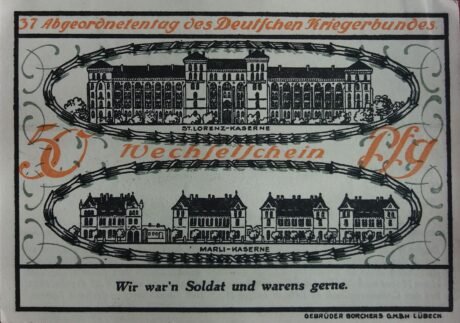 37 Abgeordnetentag des Deutschen Kriegerbundes.
ST. LORENZ-KASERNE
50 Wechselschein Pfg
MARLI-KASERNE
Wir war'n Soldat und warens gerne.
GEBRÜDER BORCHERS G.M.B.H LÜBECK.